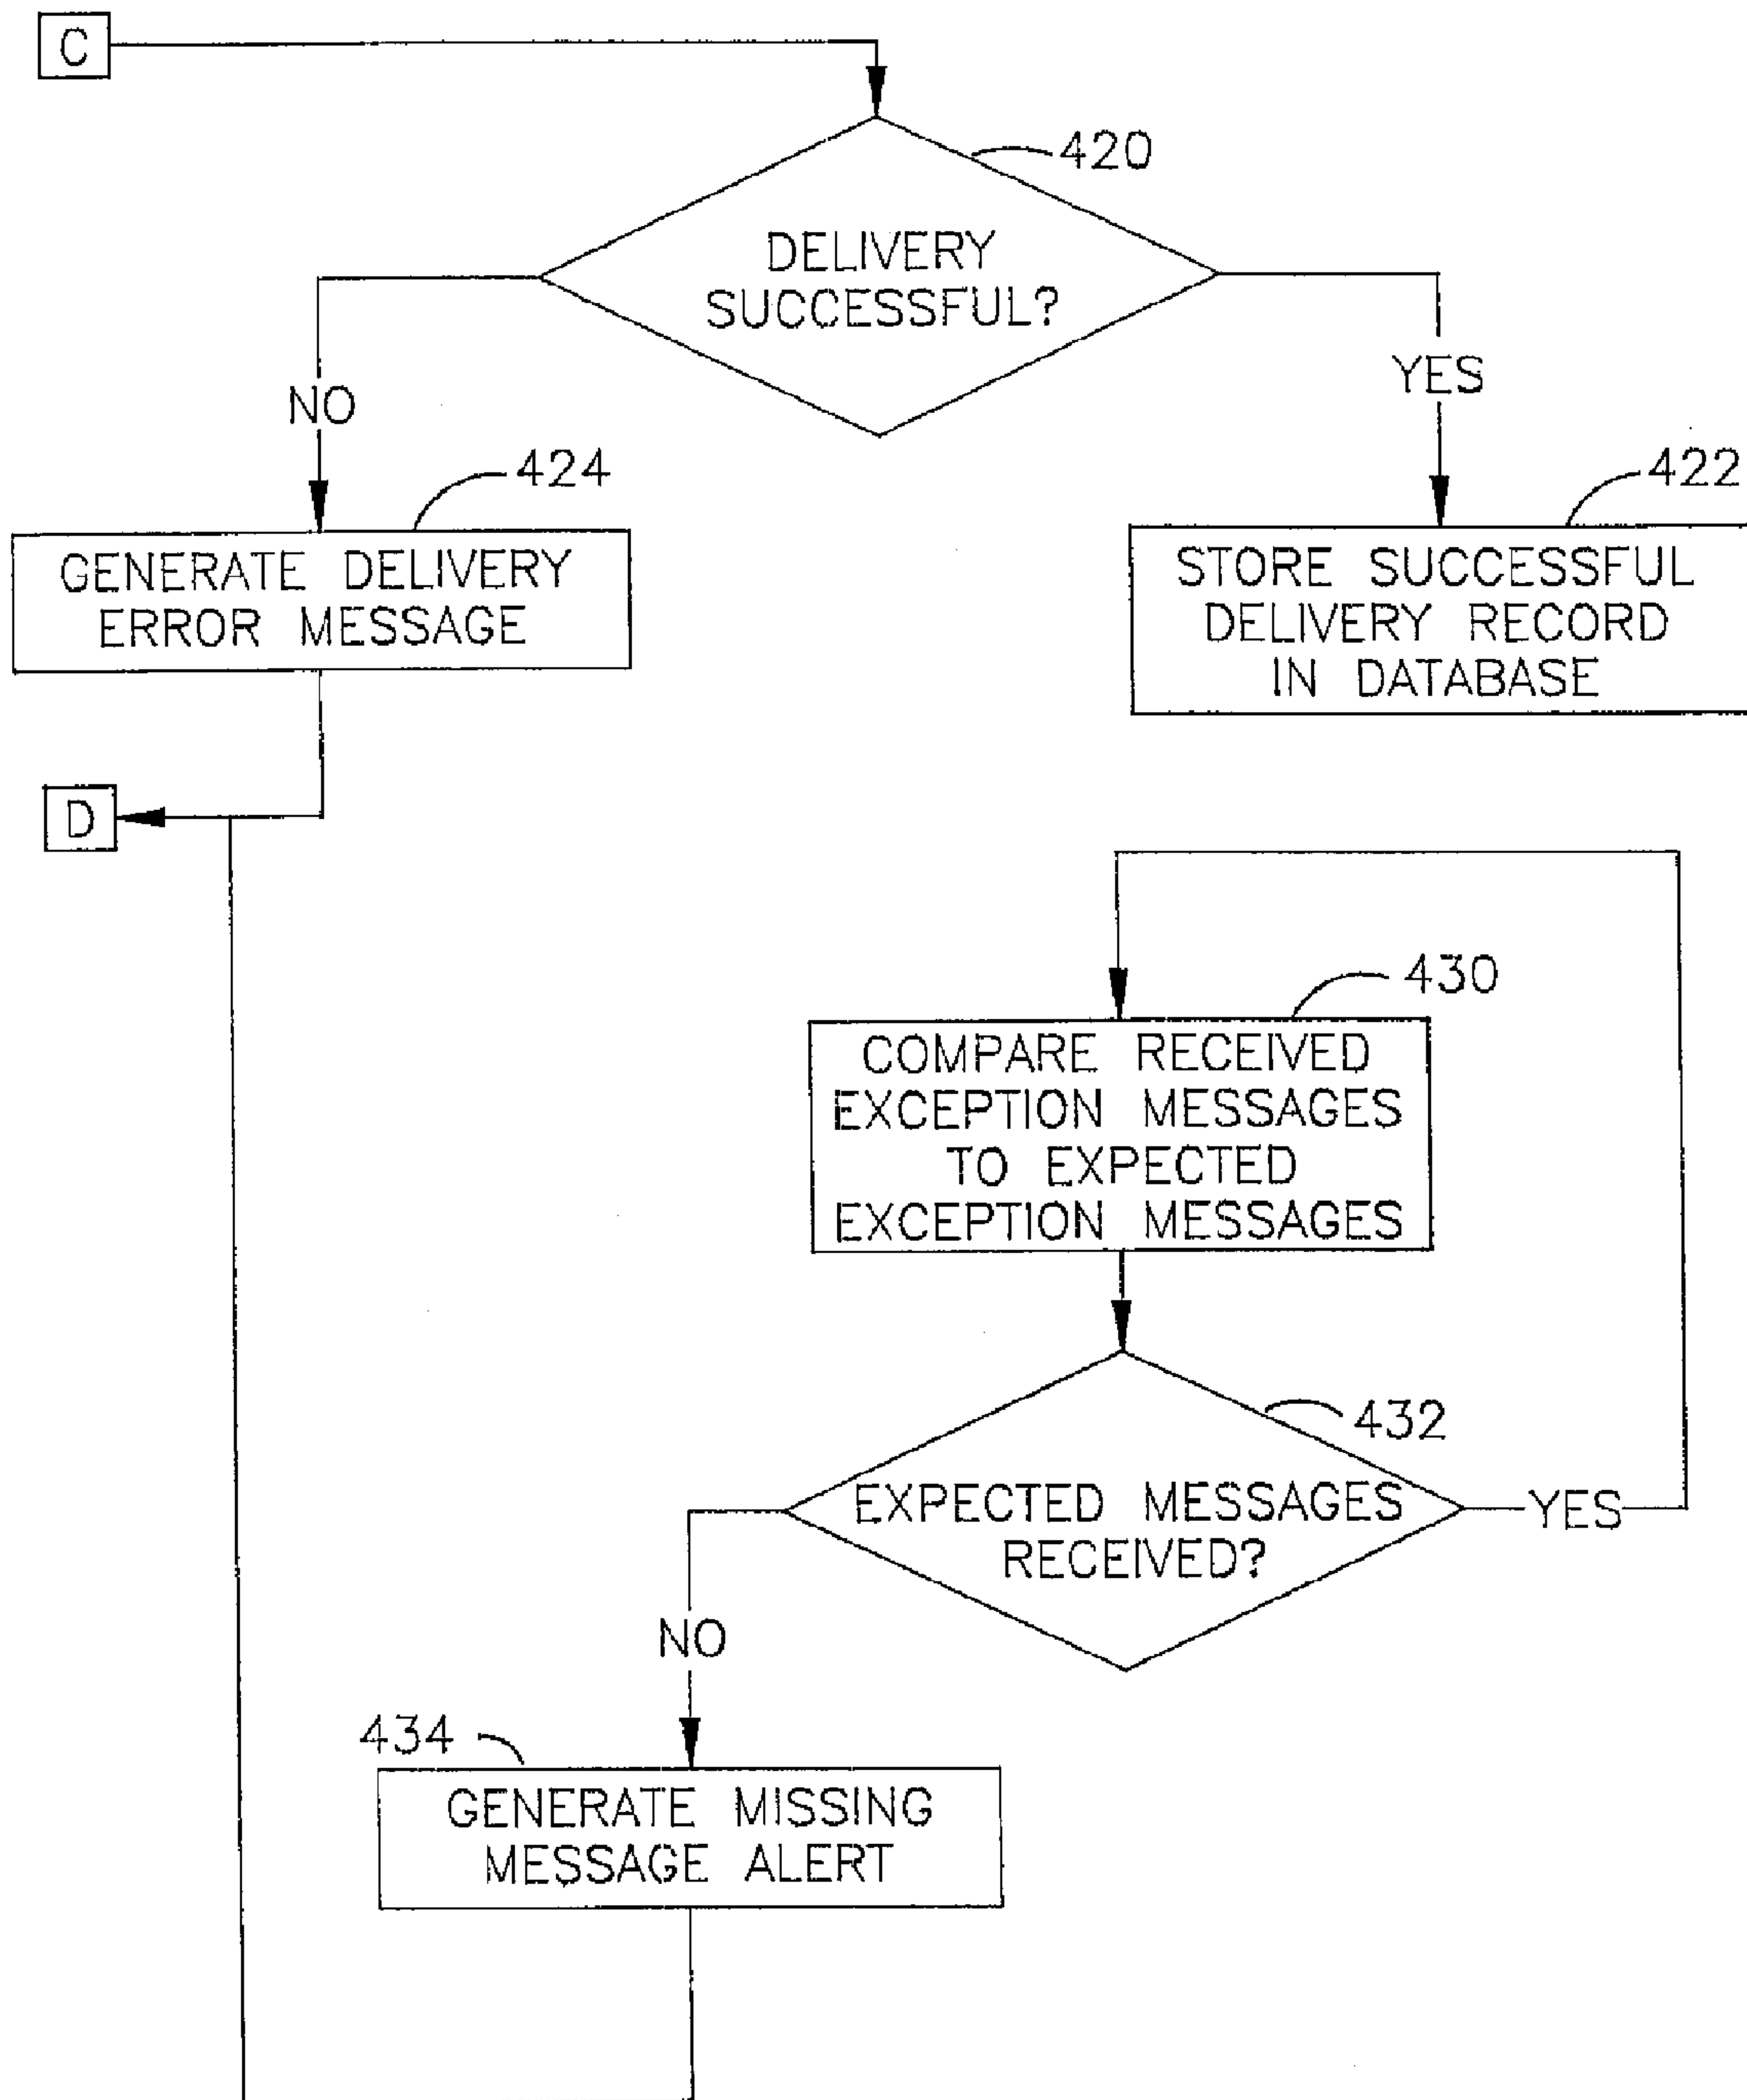 C
420
DELIVERY
SUCCESSFUL?
NO
YES
424
422
GENERATE DELIVERY
ERROR MESSAGE
STORE SUCCESSFUL
DELIVERY RECORD
IN DATABASE
D
430
COMPARE RECEIVED
EXCEPTION MESSAGES
TO EXPECTED
EXCEPTION MESSAGES
432
EXPECTED MESSAGES
RECEIVED?
YES
NO
434
GENERATE MISSING
MESSAGE ALERT